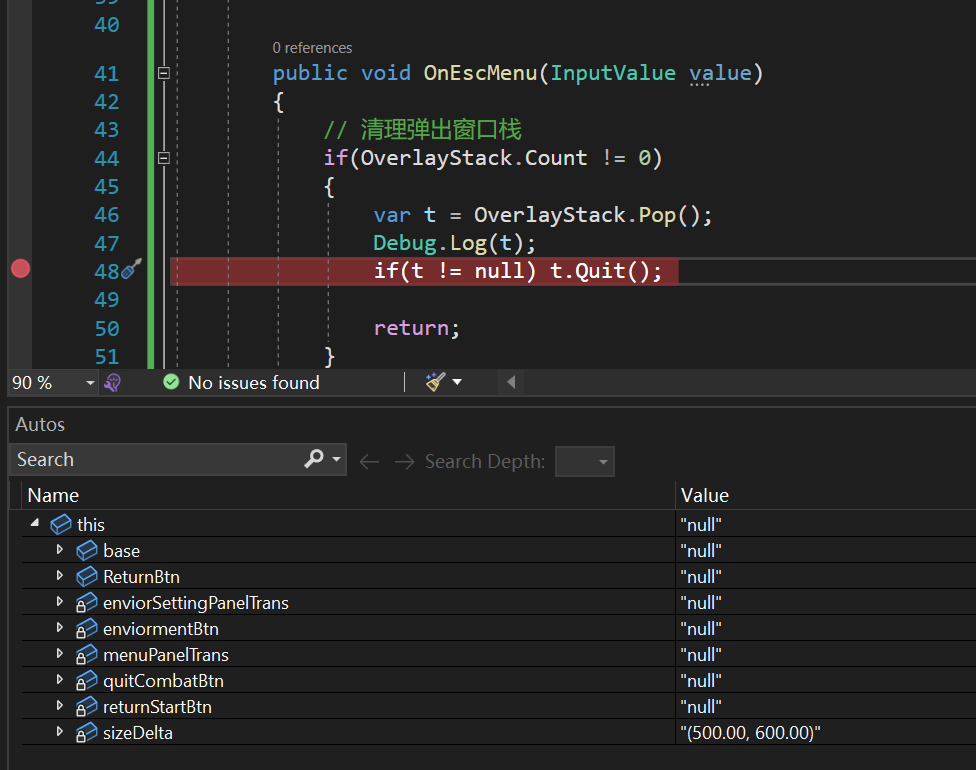 40
0 references
41 public void OnEscMenu(InputValue value)
42 {
43 // 清理弹出窗口栈
44 if(OverlayStack.Count != 0)
45 {
46 var t = OverlayStack.Pop();
47 Debug.Log(t);
48 if(t != null) t.Quit();
49
50 return;
51 }
90 % No issues found
Autos
Search Search Depth:
Name Value
this "null"
base "null"
ReturnBtn "null"
enviorSettingPanelTrans "null"
enviormentBtn "null"
menuPanelTrans "null"
quitCombatBtn "null"
returnStartBtn "null"
sizeDelta "(500.00, 600.00)"